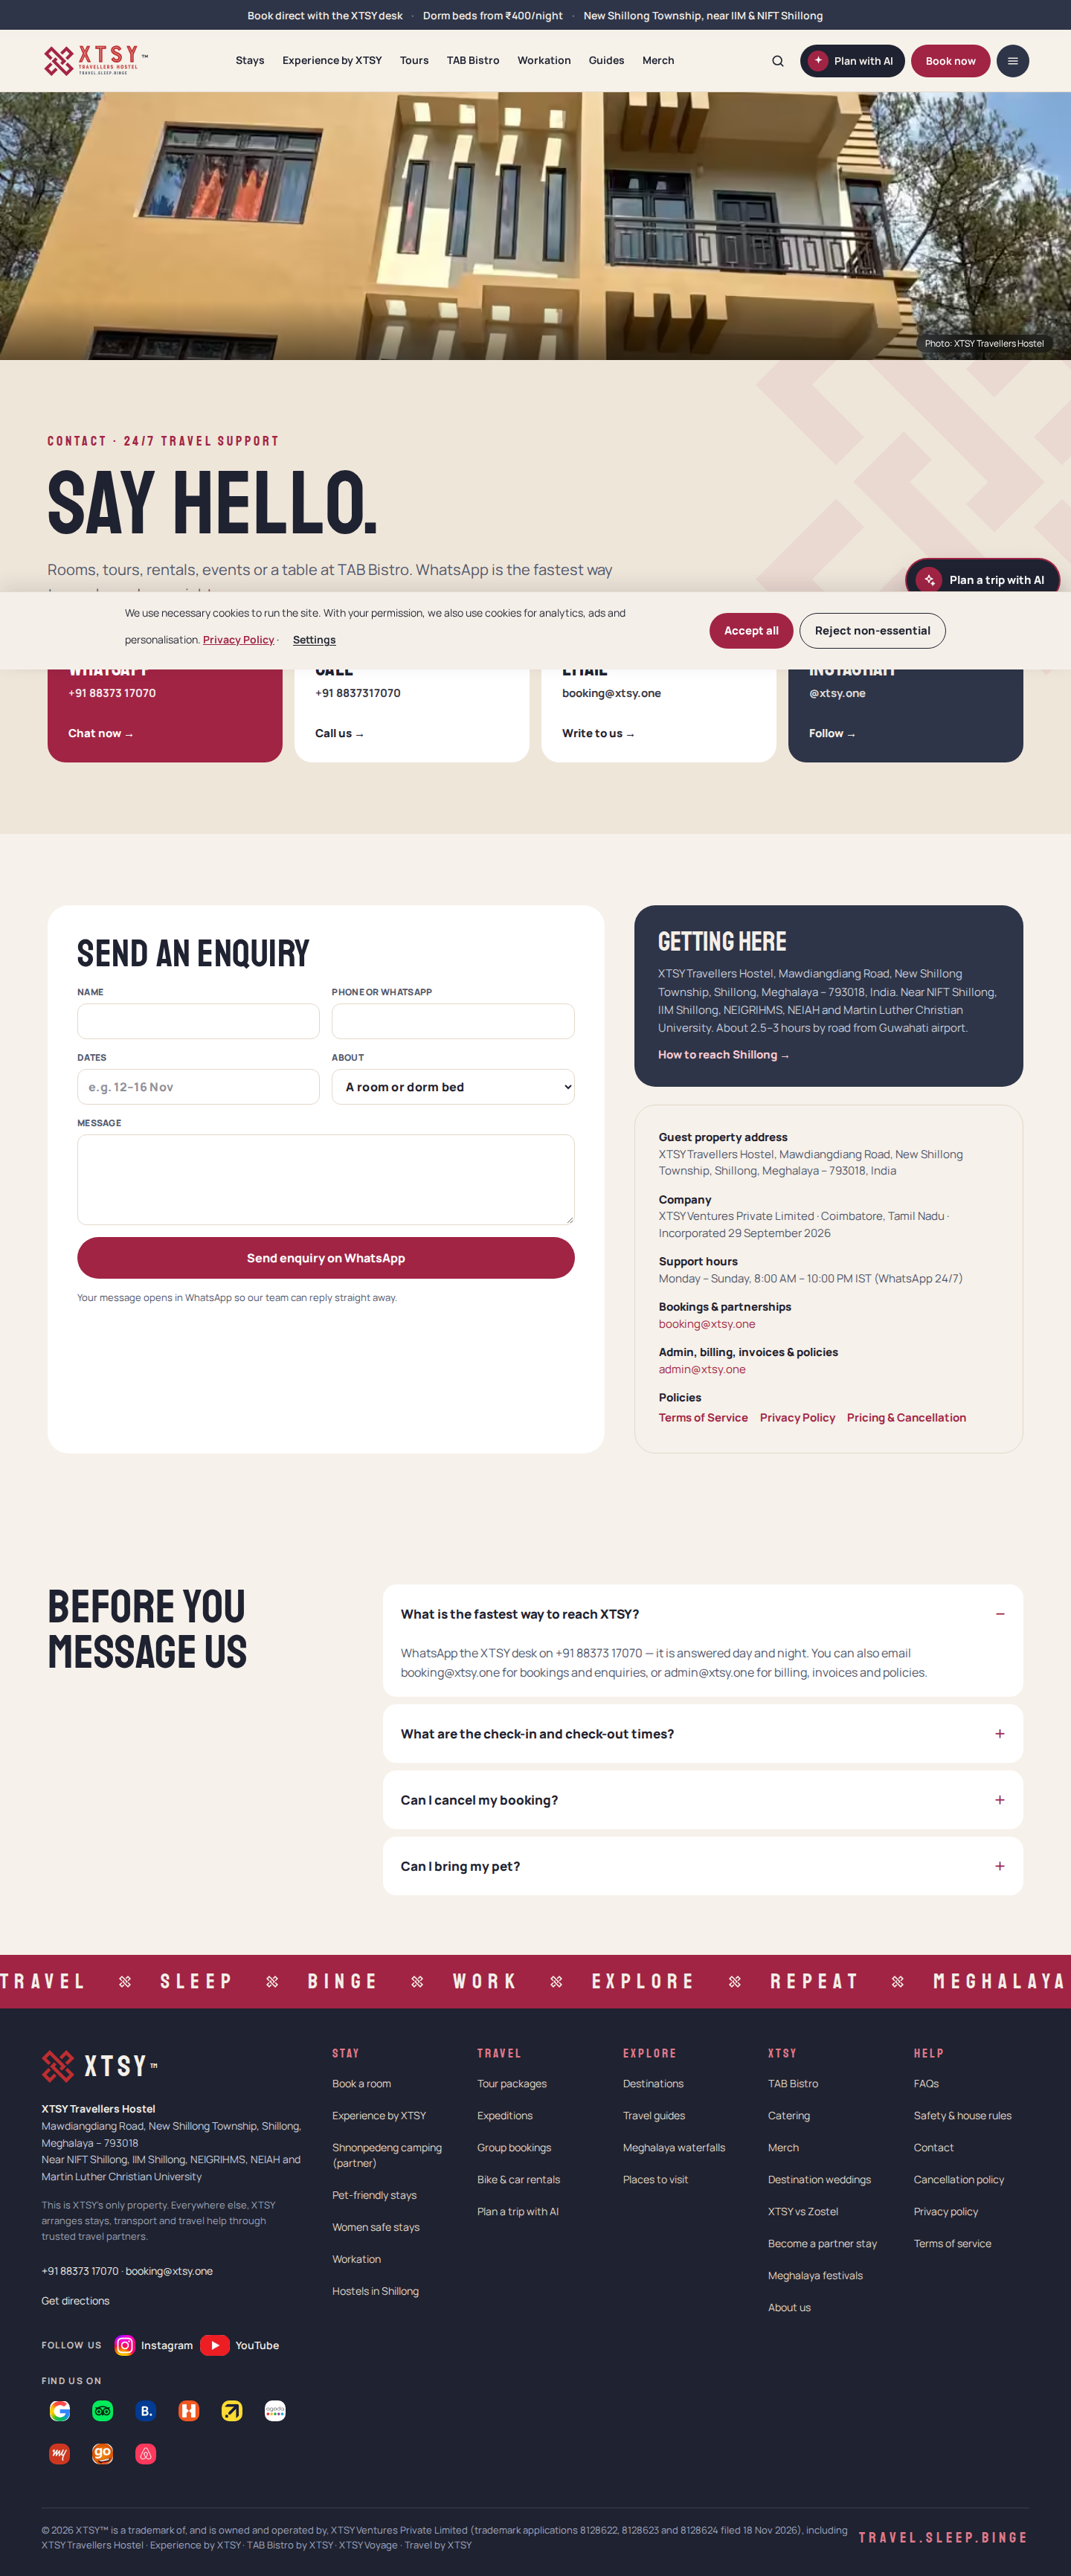 Book direct with the XTSY desk · Dorm beds from ₹400/night · New Shillong Township, near IIM & NIFT Shillong
XTSY™
TRAVELLERS HOSTEL
TRAVEL.SLEEP.BINGE
Stays Experience by XTSY Tours TAB Bistro Workation Guides Merch
Plan with AI
Book now
Photo: XTSY Travellers Hostel
CONTACT · 24/7 TRAVEL SUPPORT
SAY HELLO.
Rooms, tours, rentals, events or a table at TAB Bistro. WhatsApp is the fastest way
Plan a trip with AI
We use necessary cookies to run the site. With your permission, we also use cookies for analytics, ads and
personalisation. Privacy Policy · Settings
Accept all
Reject non-essential
WHATSAPP
+91 88373 17070
Chat now →
CALL
+91 8837317070
Call us →
EMAIL
booking@xtsy.one
Write to us →
INSTAGRAM
@xtsy.one
Follow →
SEND AN ENQUIRY
NAME
PHONE OR WHATSAPP
DATES
ABOUT
e.g. 12–16 Nov
A room or dorm bed
MESSAGE
Send enquiry on WhatsApp
Your message opens in WhatsApp so our team can reply straight away.
GETTING HERE
XTSY Travellers Hostel, Mawdiangdiang Road, New Shillong
Township, Shillong, Meghalaya – 793018, India. Near NIFT Shillong,
IIM Shillong, NEIGRIHMS, NEIAH and Martin Luther Christian
University. About 2.5–3 hours by road from Guwahati airport.
How to reach Shillong →
Guest property address
XTSY Travellers Hostel, Mawdiangdiang Road, New Shillong
Township, Shillong, Meghalaya – 793018, India
Company
XTSY Ventures Private Limited · Coimbatore, Tamil Nadu ·
Incorporated 29 September 2026
Support hours
Monday – Sunday, 8:00 AM – 10:00 PM IST (WhatsApp 24/7)
Bookings & partnerships
booking@xtsy.one
Admin, billing, invoices & policies
admin@xtsy.one
Policies
Terms of Service Privacy Policy Pricing & Cancellation
BEFORE YOU
MESSAGE US
What is the fastest way to reach XTSY?
WhatsApp the XTSY desk on +91 88373 17070 — it is answered day and night. You can also email
booking@xtsy.one for bookings and enquiries, or admin@xtsy.one for billing, invoices and policies.
What are the check-in and check-out times?
Can I cancel my booking?
Can I bring my pet?
TRAVEL SLEEP BINGE WORK EXPLORE REPEAT MEGHALAYA
XTSY™
XTSY Travellers Hostel
Mawdiangdiang Road, New Shillong Township, Shillong,
Meghalaya – 793018
Near NIFT Shillong, IIM Shillong, NEIGRIHMS, NEIAH and
Martin Luther Christian University
This is XTSY's only property. Everywhere else, XTSY
arranges stays, transport and travel help through
trusted travel partners.
+91 88373 17070 · booking@xtsy.one
Get directions
FOLLOW US Instagram YouTube
FIND US ON
B.
H
agoda
my
go
STAY
Book a room
Experience by XTSY
Shnonpedeng camping
(partner)
Pet-friendly stays
Women safe stays
Workation
Hostels in Shillong
TRAVEL
Tour packages
Expeditions
Group bookings
Bike & car rentals
Plan a trip with AI
EXPLORE
Destinations
Travel guides
Meghalaya waterfalls
Places to visit
XTSY
TAB Bistro
Catering
Merch
Destination weddings
XTSY vs Zostel
Become a partner stay
Meghalaya festivals
About us
HELP
FAQs
Safety & house rules
Contact
Cancellation policy
Privacy policy
Terms of service
© 2026 XTSY™ is a trademark of, and is owned and operated by, XTSY Ventures Private Limited (trademark applications 8128622, 8128623 and 8128624 filed 18 Nov 2026), including
XTSY Travellers Hostel · Experience by XTSY · TAB Bistro by XTSY · XTSY Voyage · Travel by XTSY
TRAVEL.SLEEP.BINGE